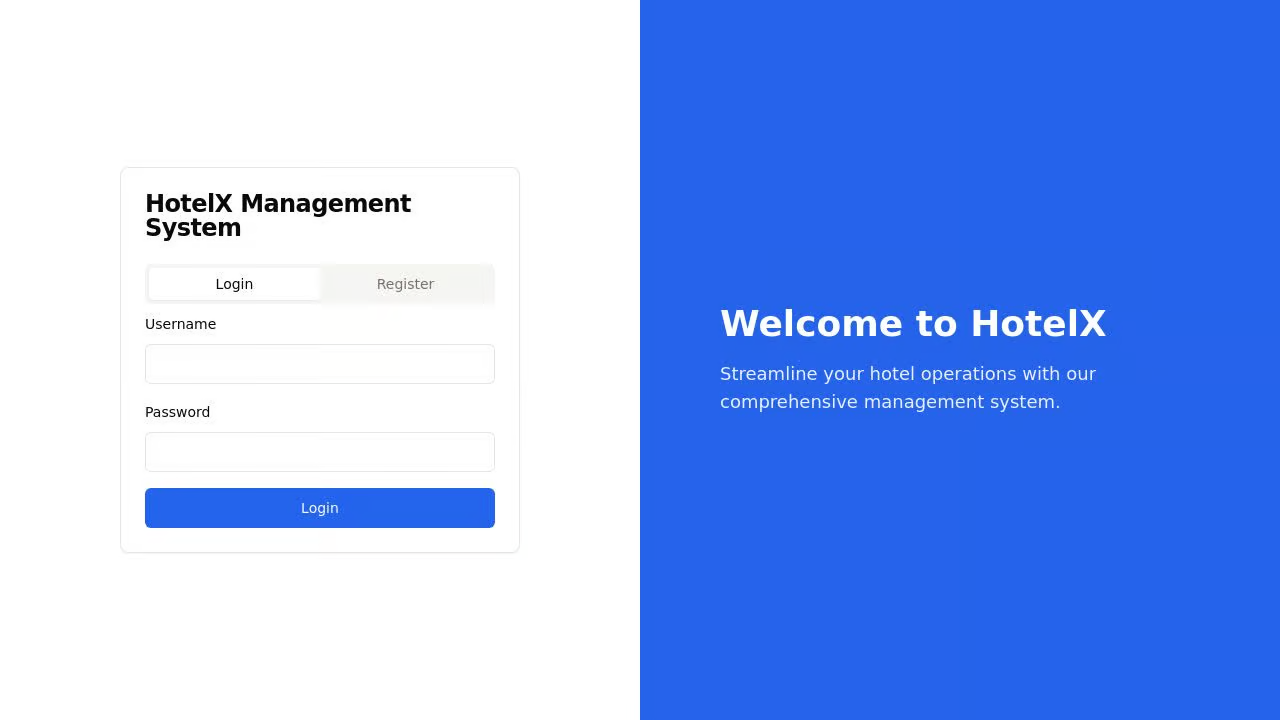 HotelX Management
System
Login
Register
Username
Password
Login
Welcome to HotelX
Streamline your hotel operations with our
comprehensive management system.